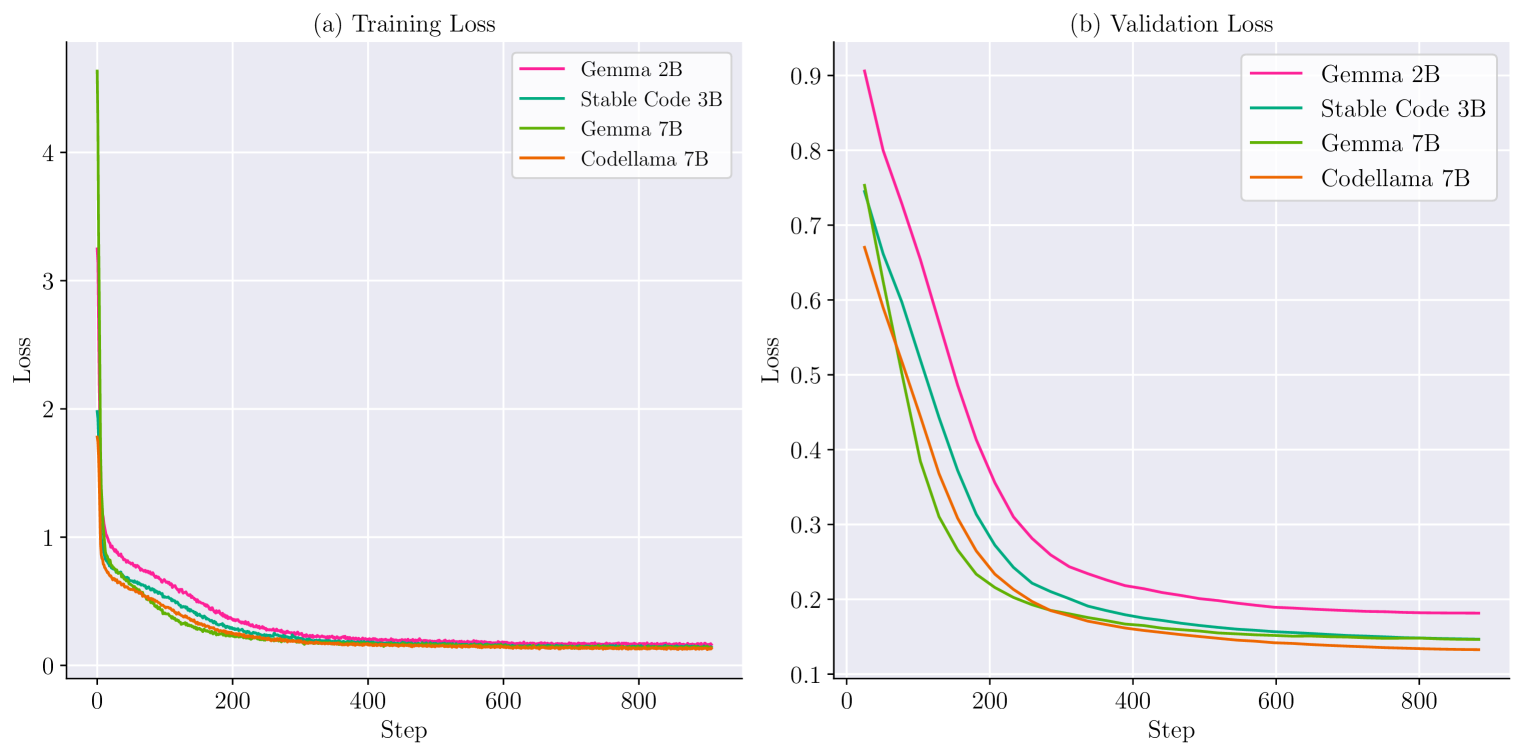 (a) Training Loss
Loss
4
3
2
1
0
0 200 400 600 800
Step
Gemma 2B
Stable Code 3B
Gemma 7B
Codellama 7B
(b) Validation Loss
Loss
0.9
0.8
0.7
0.6
0.5
0.4
0.3
0.2
0.1
0 200 400 600 800
Step
Gemma 2B
Stable Code 3B
Gemma 7B
Codellama 7B